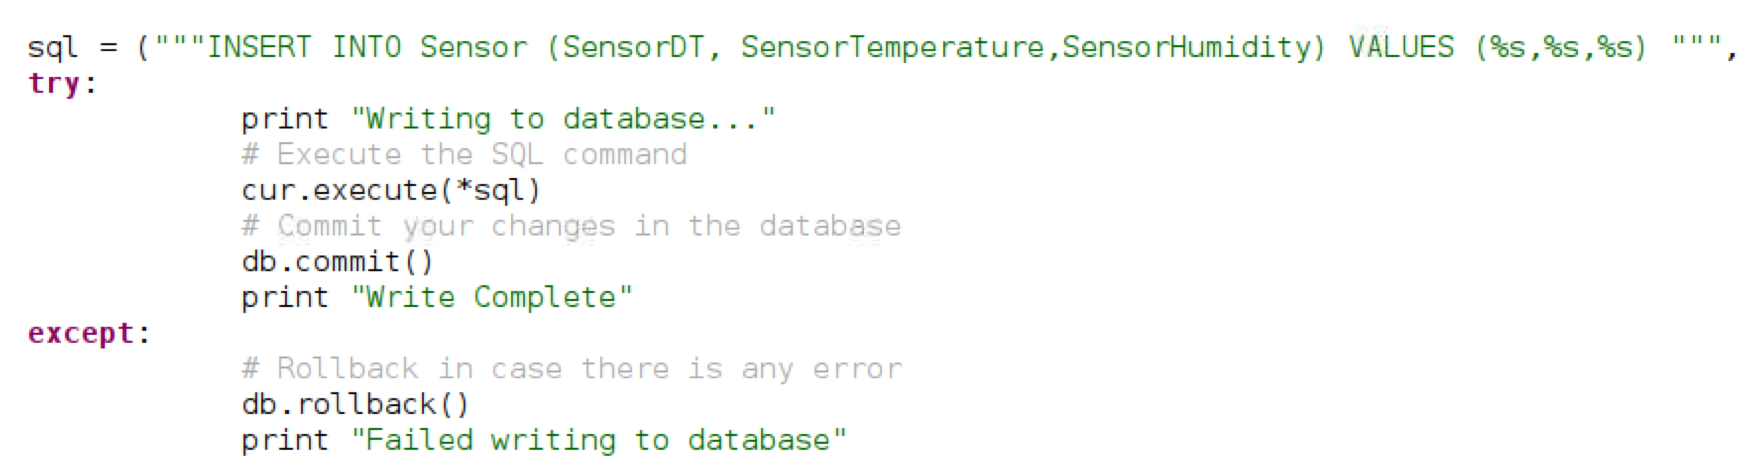 sql = ("""INSERT INTO Sensor (SensorDT, SensorTemperature,SensorHumidity) VALUES (%s,%s,%s) """,
try:
print "Writing to database..."
# Execute the SQL command
cur.execute(*sql)
# Commit your changes in the database
db.commit()
print "Write Complete"
except:
# Rollback in case there is any error
db.rollback()
print "Failed writing to database"